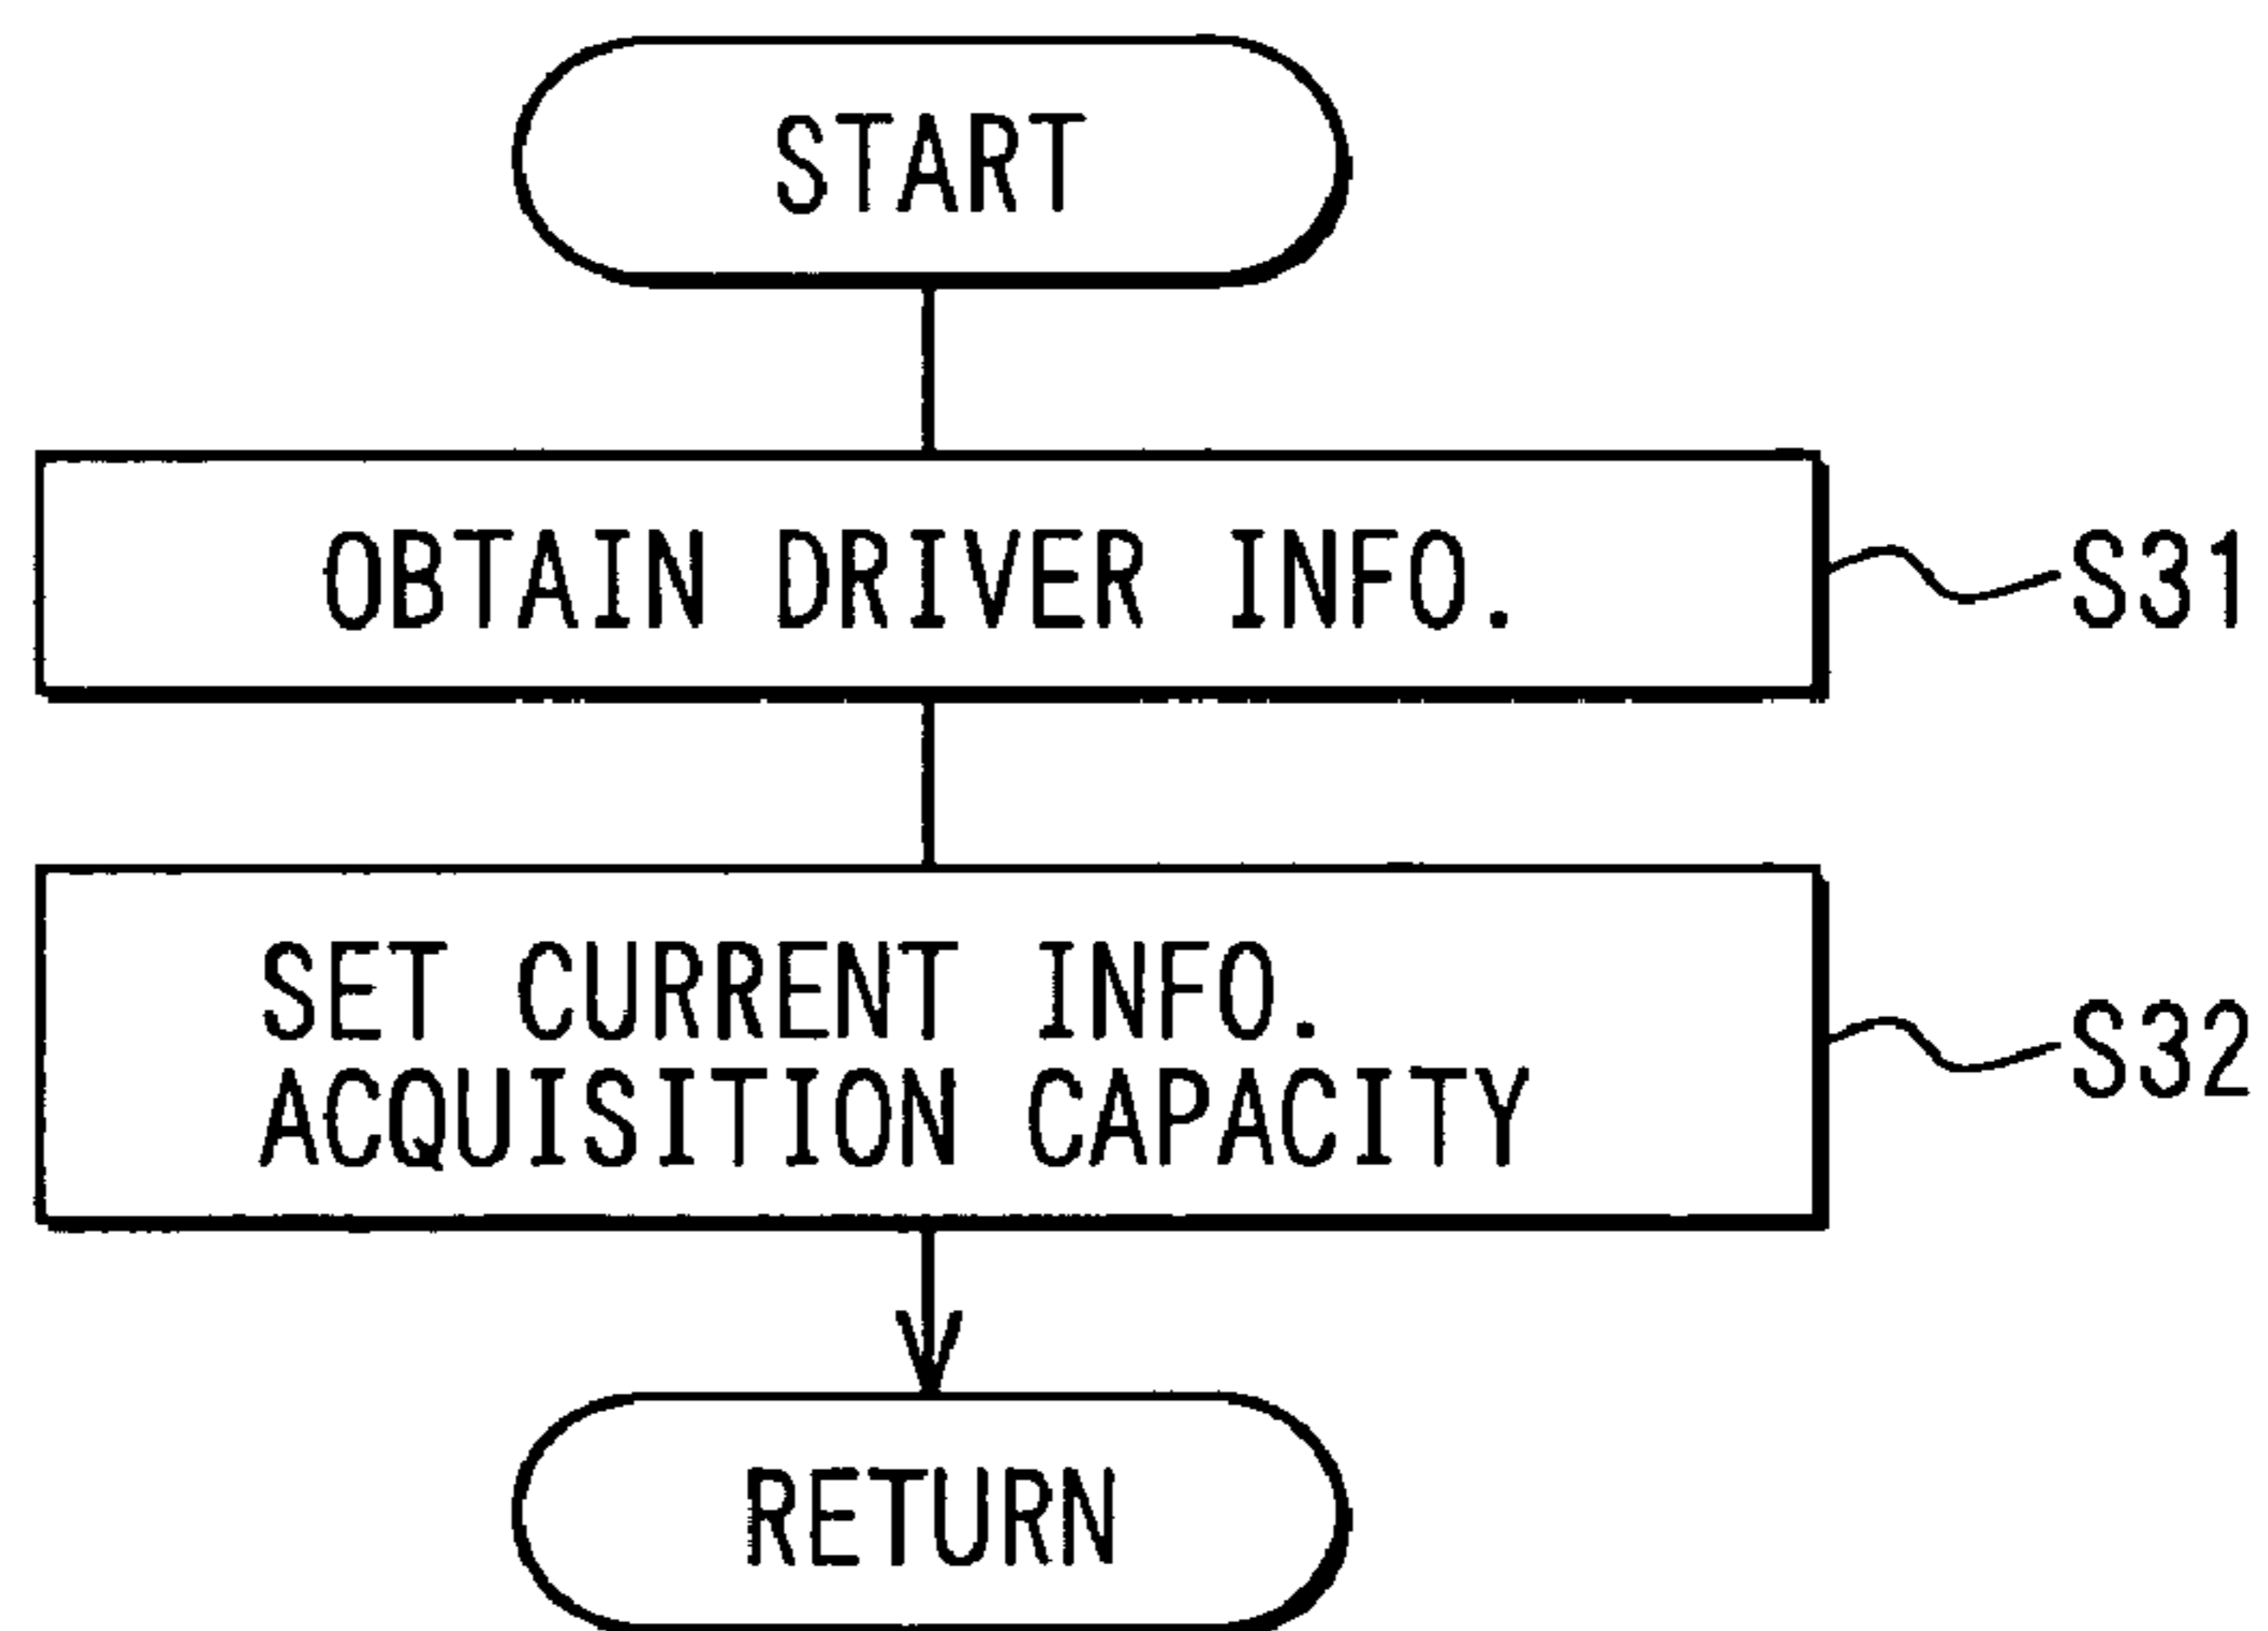 START
OBTAIN DRIVER INFO.
S31
SET CURRENT INFO.
ACQUISITION CAPACITY
S32
RETURN